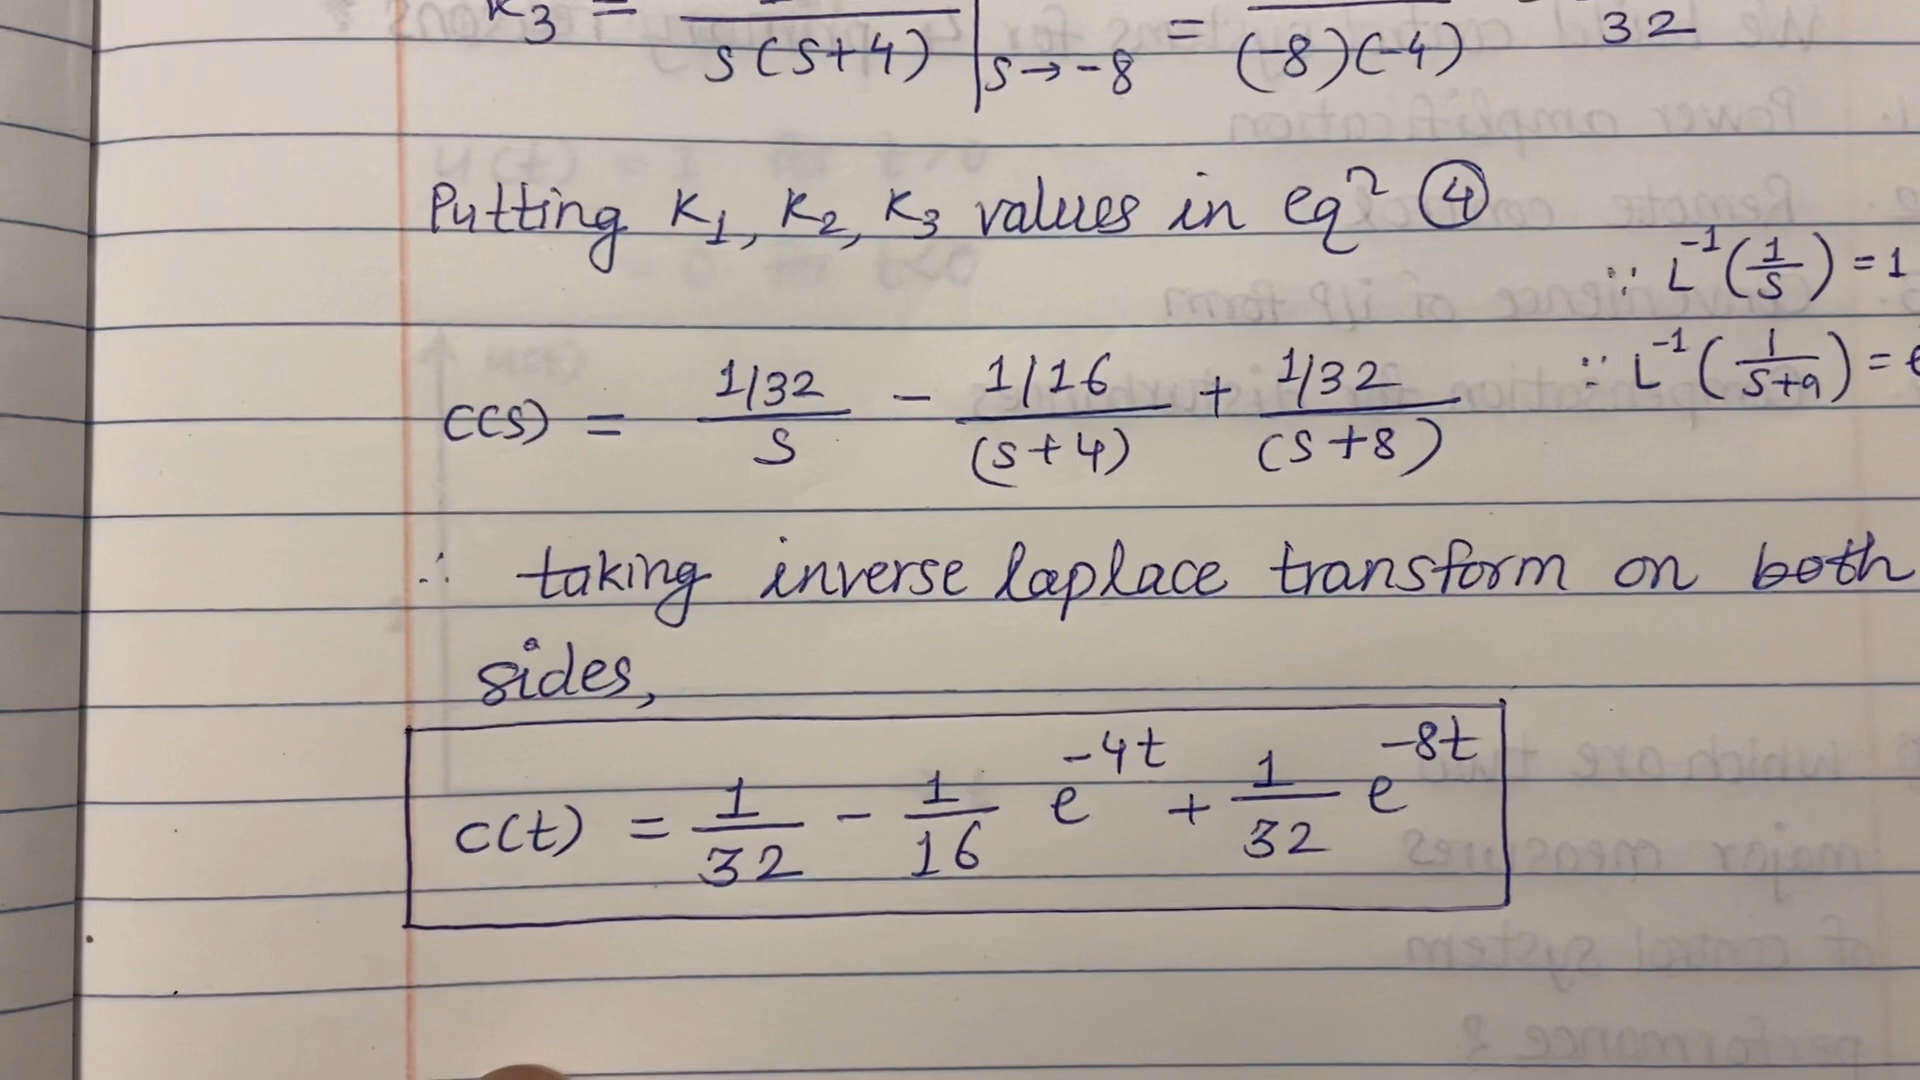 K3 = ――― / s(s+4) | s→-8 = ――― / (-8)(-4) 32
Putting K1, K2, K3 values in eqn ④
∵ L^-1(1/s) = 1
C(s) = (1/32)/s - (1/16)/(s+4) + (1/32)/(s+8) ∵ L^-1(1/(s+a)) =
∴ taking inverse laplace transform on both
sides,
c(t) = 1/32 - 1/16 e^-4t + 1/32 e^-8t